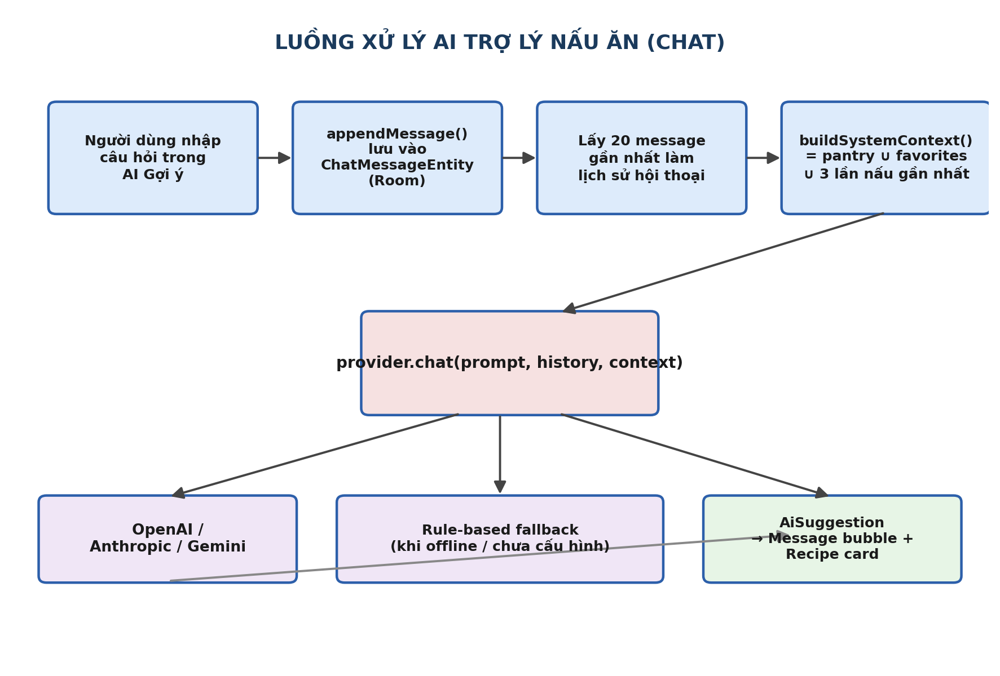 LUỒNG XỬ LÝ AI TRỢ LÝ NẤU ĂN (CHAT)
Người dùng nhập
câu hỏi trong
AI Gợi ý
appendMessage()
lưu vào
ChatMessageEntity
(Room)
Lấy 20 message
gần nhất làm
lịch sử hội thoại
buildSystemContext()
= pantry ∪ favorites
∪ 3 lần nấu gần nhất
provider.chat(prompt, history, context)
OpenAI /
Anthropic / Gemini
Rule-based fallback
(khi offline / chưa cấu hình)
AiSuggestion
→ Message bubble +
Recipe card